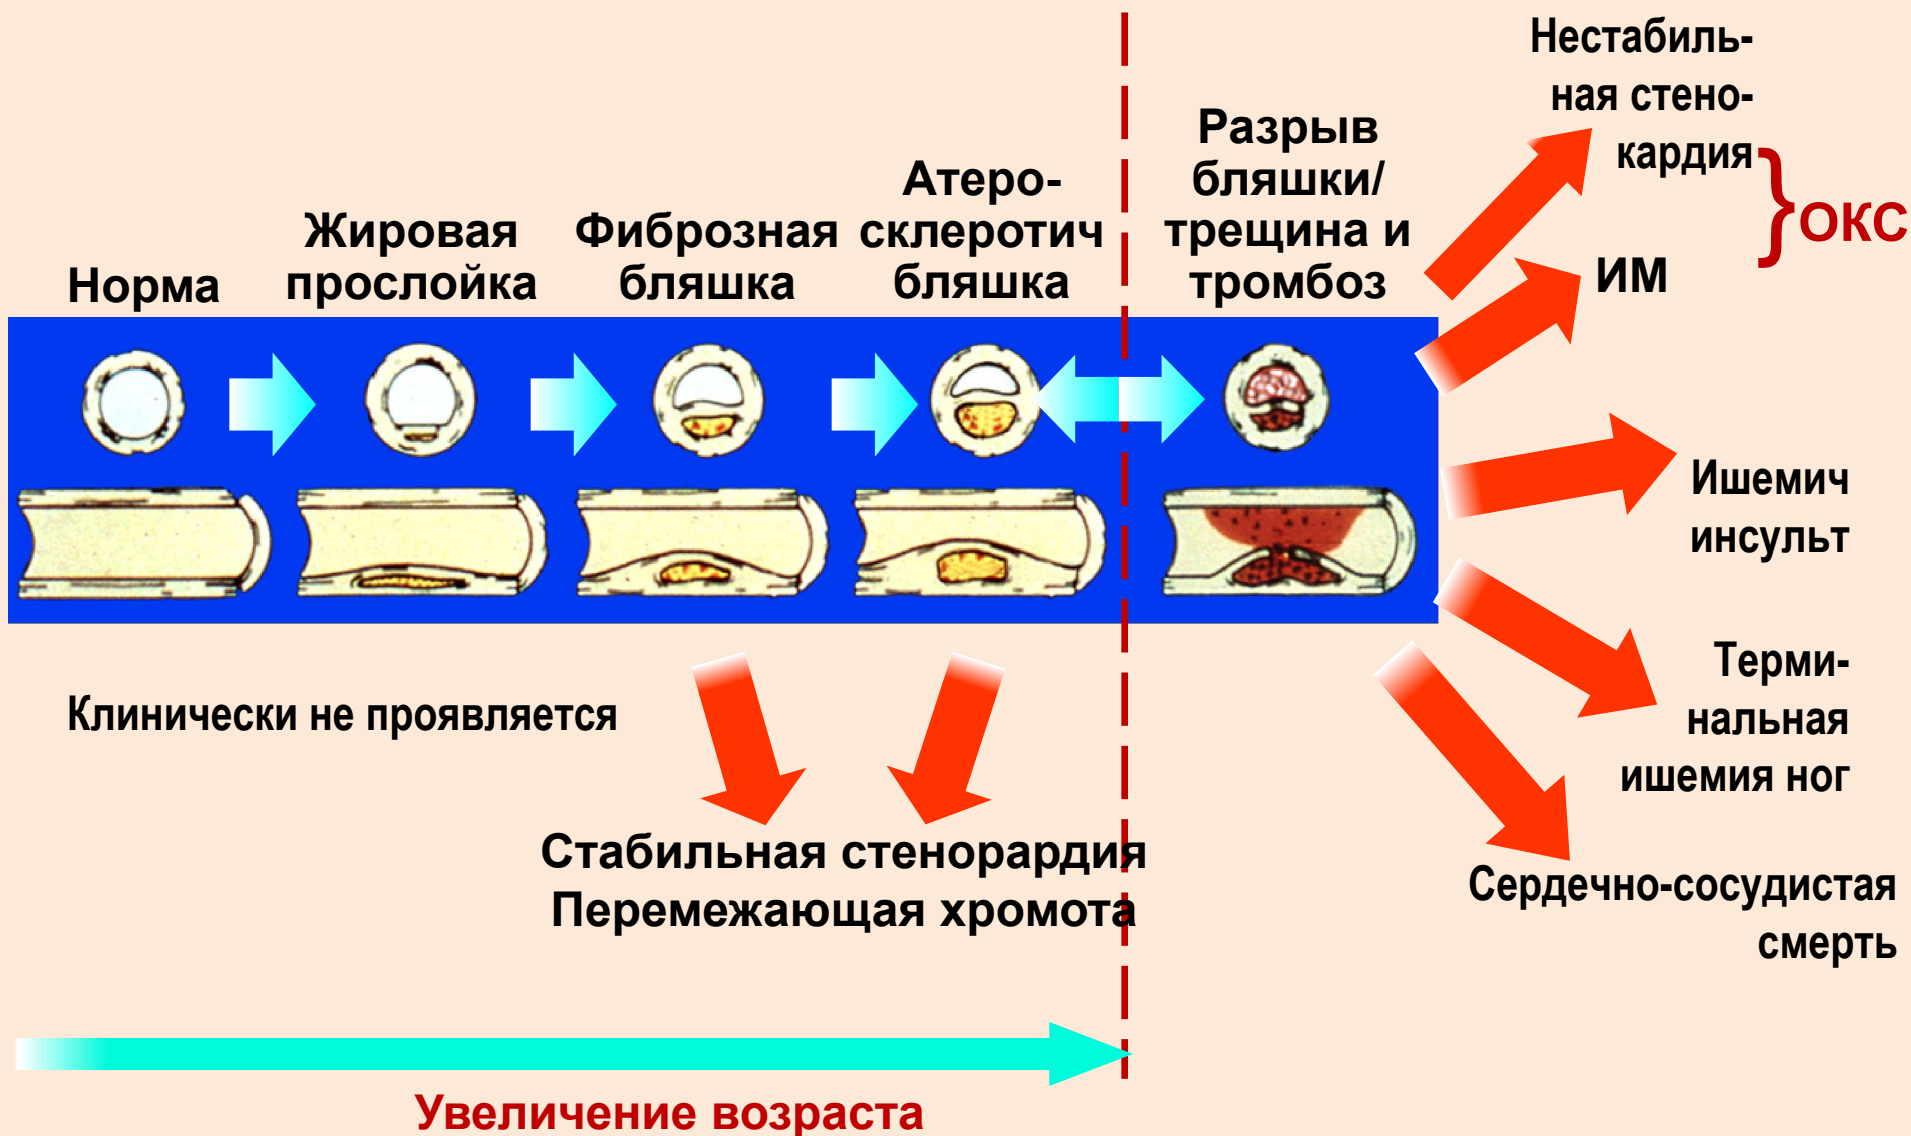 Норма
Жировая
прослойка
Фиброзная
бляшка
Атеро-
склеротич
бляшка
Разрыв
бляшки/
трещина и
тромбоз
Нестабиль-
ная стено-
кардия
}ОКС
ИМ
Ишемич
инсульт
Терми-
нальная
ишемия ног
Сердечно-сосудистая
смерть
Клинически не проявляется
Стабильная стенорардия
Перемежающая хромота
Увеличение возраста